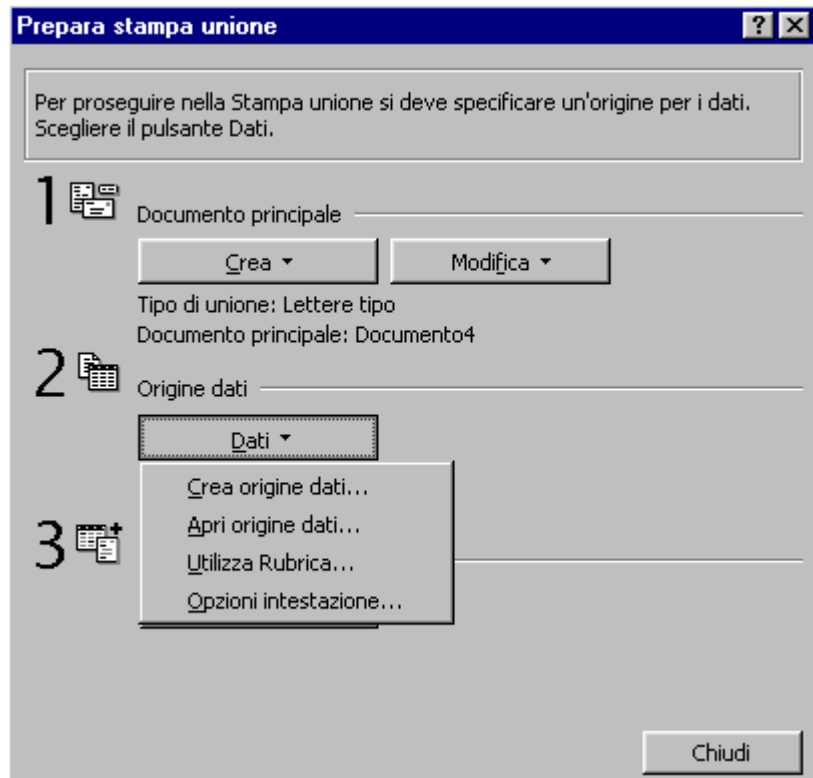 Prepara stampa unione
Per proseguire nella Stampa unione si deve specificare un'origine per i dati.
Scegliere il pulsante Dati.
1
Documento principale
Crea
Modifica
Tipo di unione: Lettere tipo
Documento principale: Documento4
2
Origine dati
Dati
Crea origine dati...
Apri origine dati...
3
Utilizza Rubrica...
Opzioni intestazione...
Chiudi